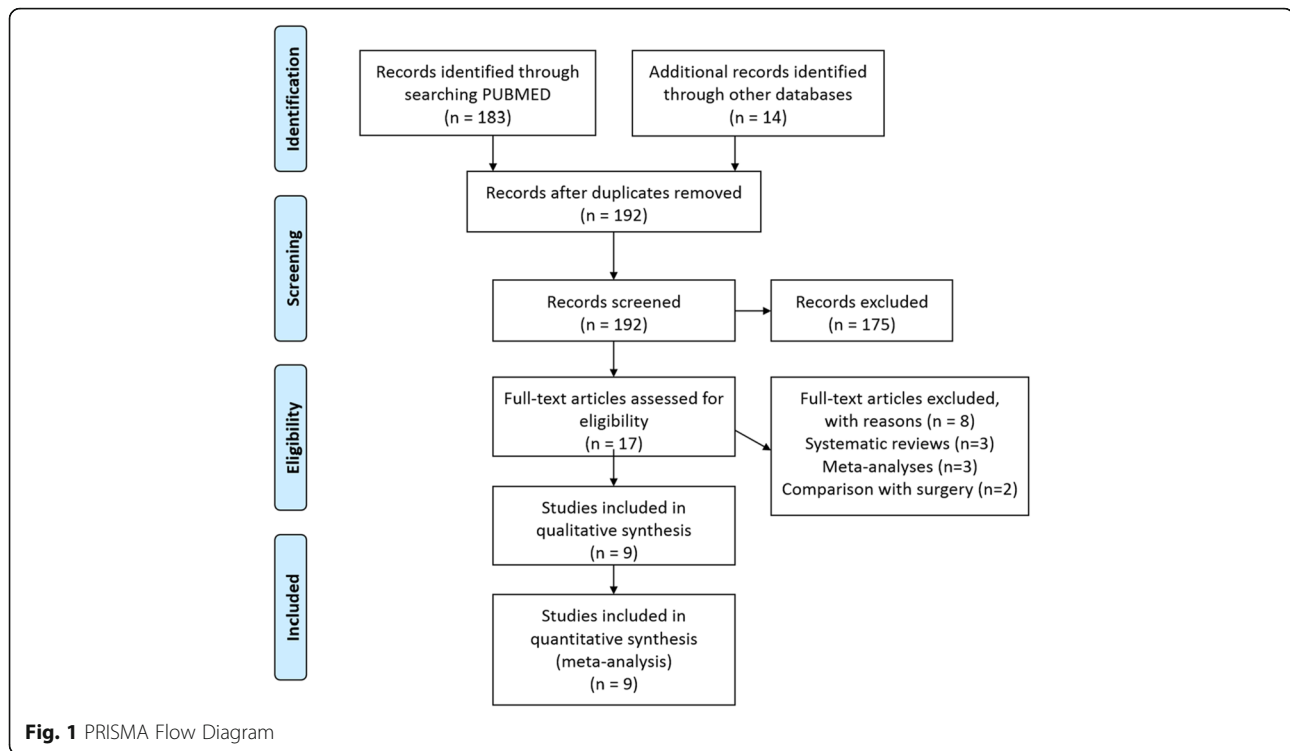 Identification
Records identified through
searching PUBMED
(n = 183)
Additional records identified
through other databases
(n = 14)
Screening
Records after duplicates removed
(n = 192)
Records screened
(n = 192)
Records excluded
(n = 175)
Eligibility
Full-text articles assessed for
eligibility
(n = 17)
Full-text articles excluded,
with reasons (n = 8)
Systematic reviews (n=3)
Meta-analyses (n=3)
Comparison with surgery (n=2)
Studies included in
qualitative synthesis
(n = 9)
Included
Studies included in
quantitative synthesis
(meta-analysis)
(n = 9)
Fig. 1 PRISMA Flow Diagram